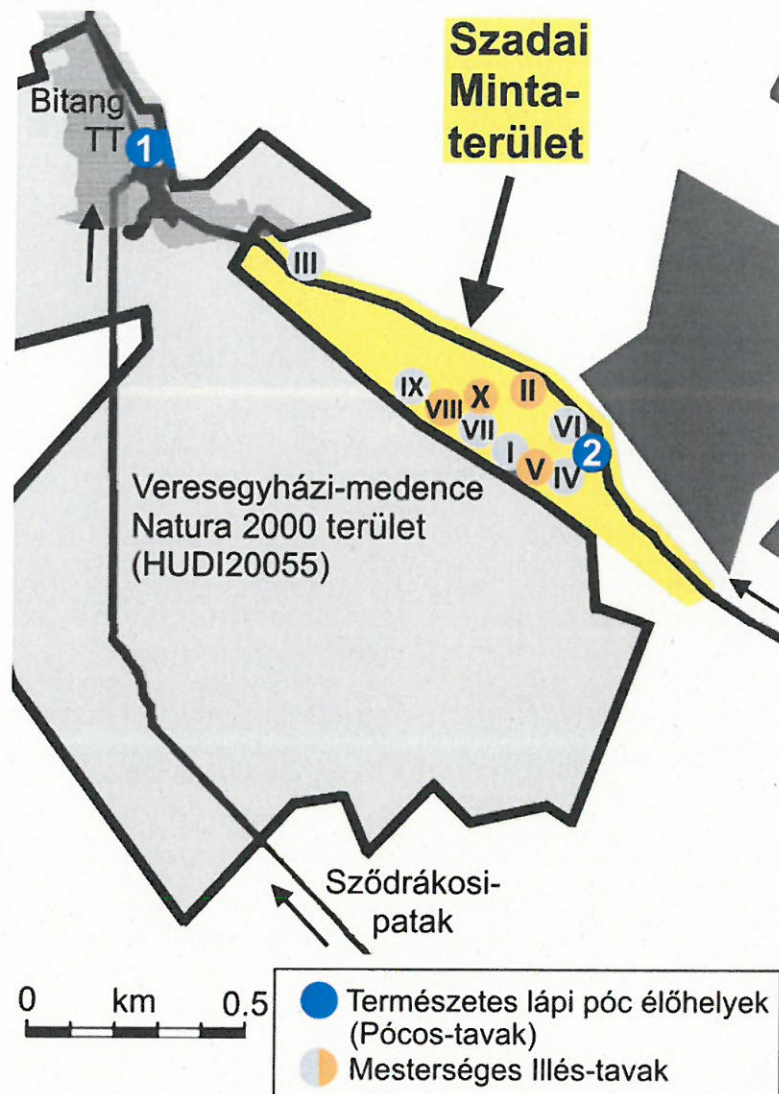 Szadai
Minta-
terület
Bitang
TT
1
III
IX
VIII
X
II
VII
VI
I
V
IV
2
Veresegyházi-medence
Natura 2000 terület
(HUDI20055)
Sződrákosi-
patak
0 km 0.5
Természetes lápi póc élőhelyek
(Pócos-tavak)
Mesterséges Illés-tavak